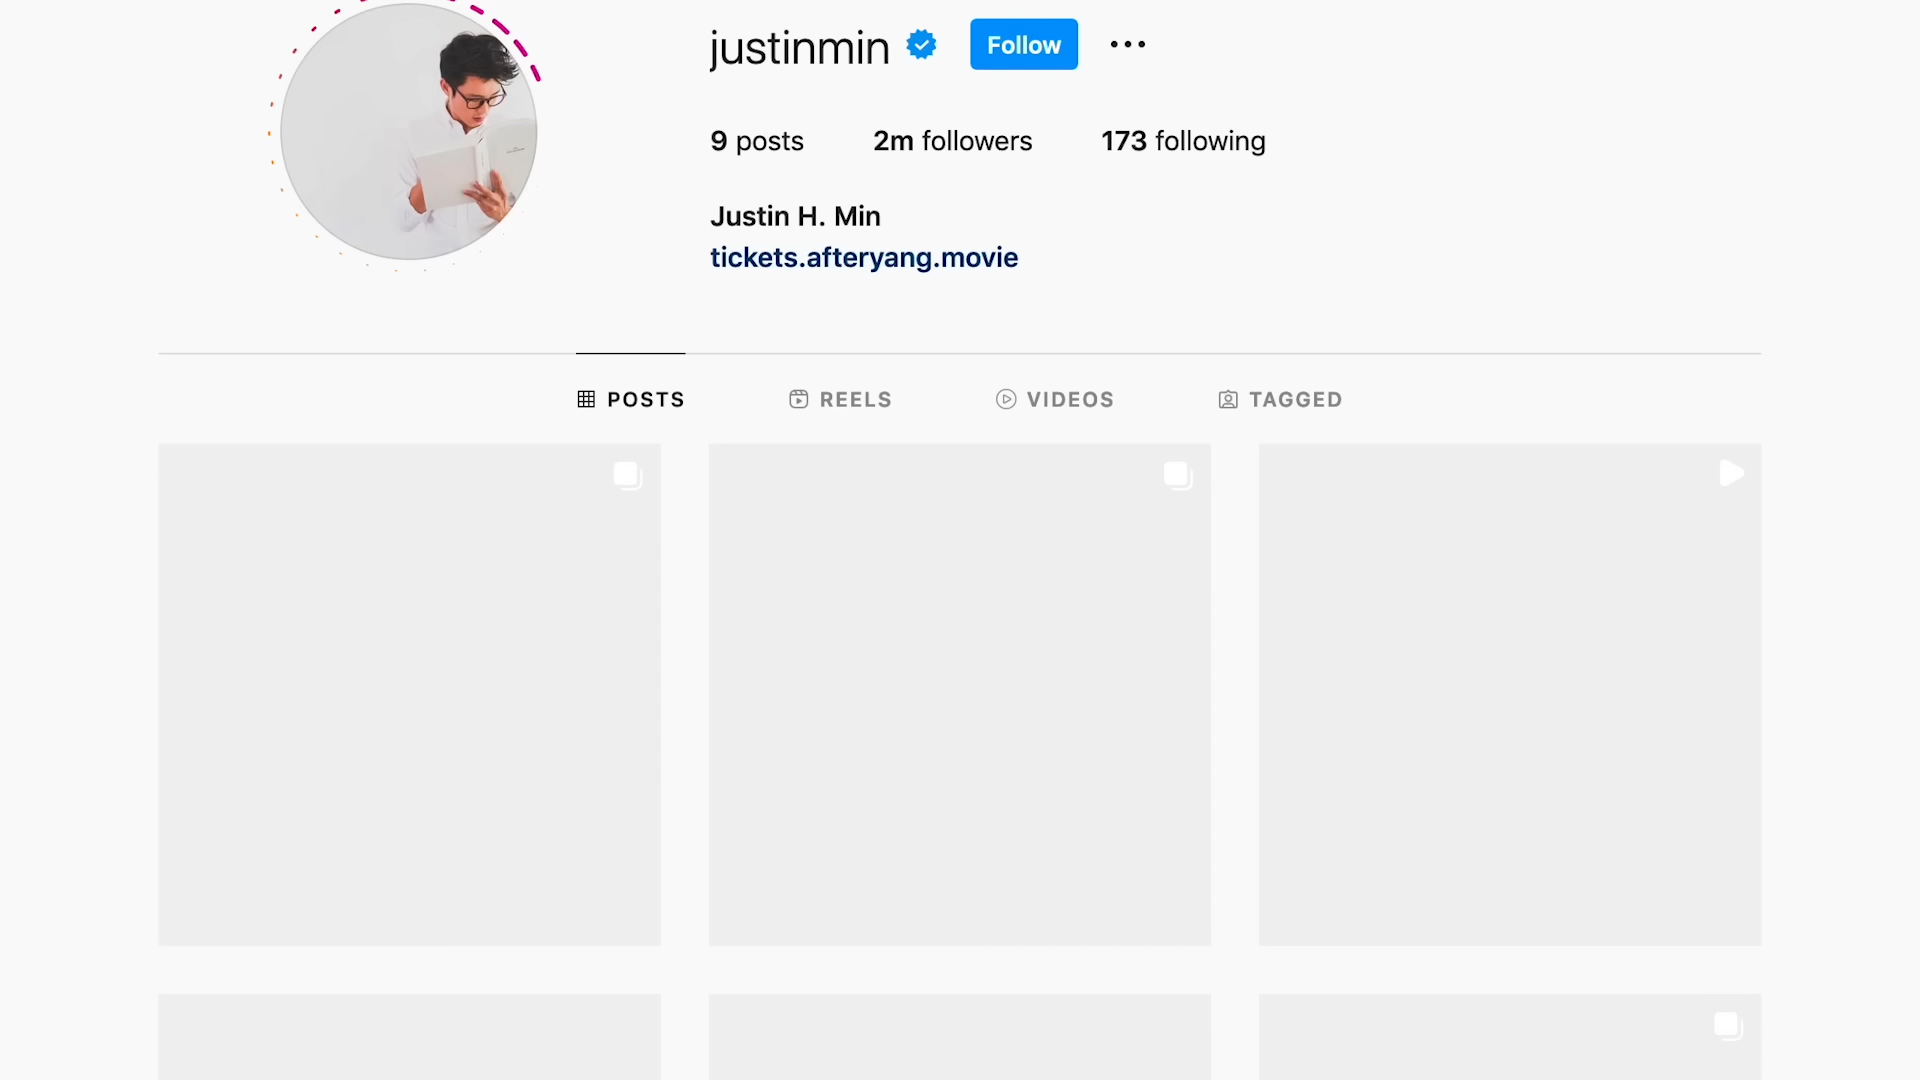 justinmin
Follow
9 posts
2m followers
173 following
Justin H. Min
tickets.afteryang.movie
POSTS
REELS
VIDEOS
TAGGED